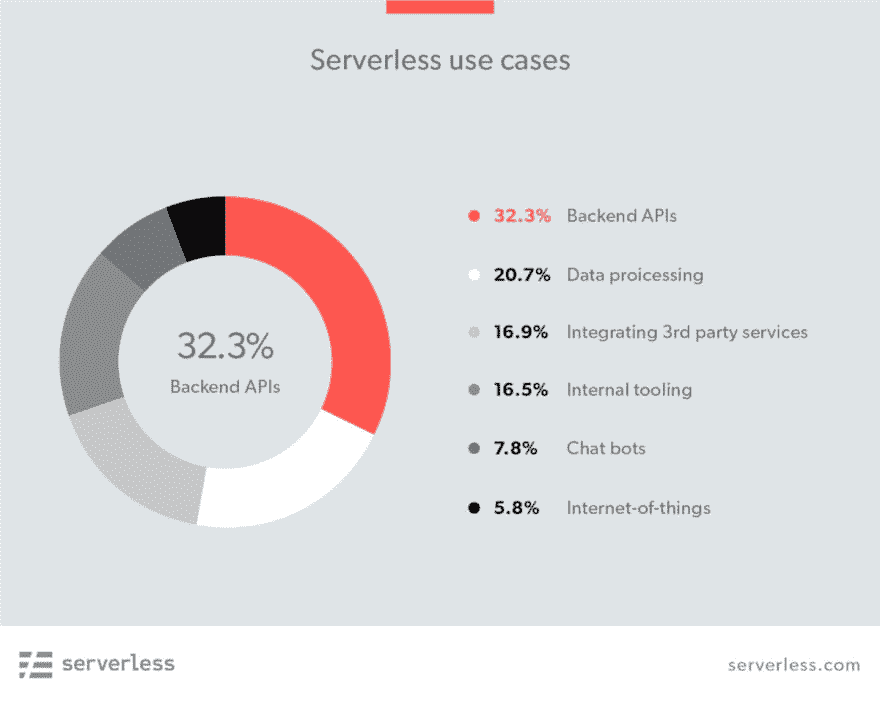 Serverless use cases
32.3%
Backend APIs
32.3% Backend APIs
20.7% Data proicessing
16.9% Integrating 3rd party services
16.5% Internal tooling
7.8% Chat bots
5.8% Internet-of-things
serverless
serverless.com